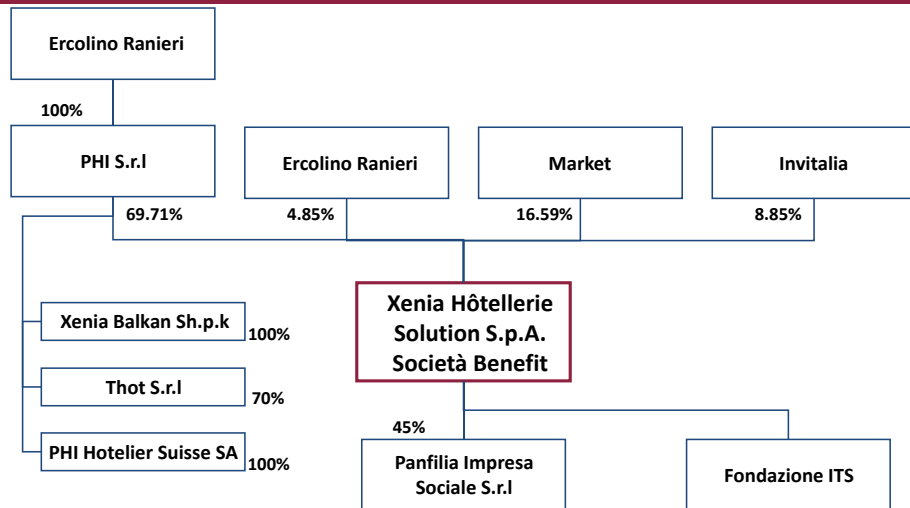 Ercolino Ranieri
100%
PHI S.r.l
Ercolino Ranieri
Market
Invitalia
69.71%
4.85%
16.59%
8.85%
Xenia Hôtellerie
Solution S.p.A.
Società Benefit
Xenia Balkan Sh.p.k
100%
Thot S.r.l
70%
PHI Hotelier Suisse SA
100%
45%
Panfilia Impresa
Sociale S.r.l
Fondazione ITS